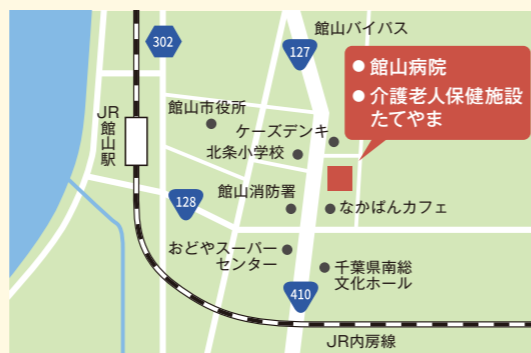 館山バイパス
302
127
● 館山病院
● 介護老人保健施設
たてやま
館山市役所
JR
館山駅
ケーズデンキ
北条小学校
館山消防署
128
なかぱんカフェ
おどやスーパー
センター
千葉県南総
文化ホール
410
JR内房線